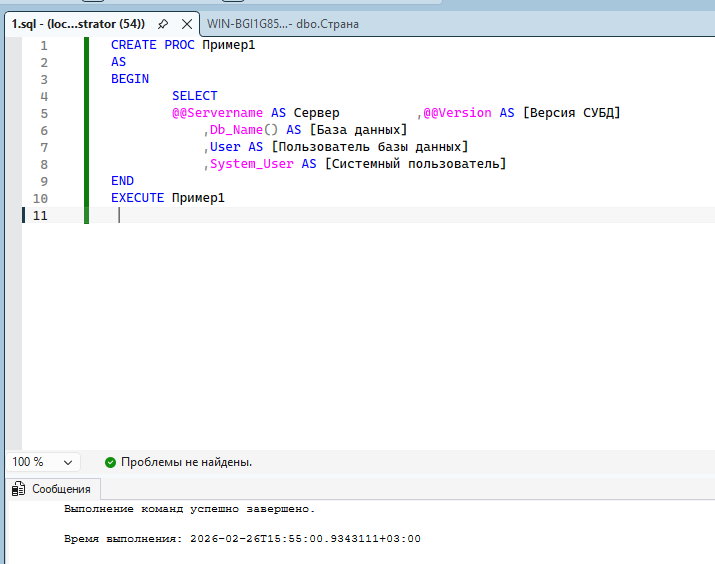 1.sql - (loc...strator (54)) WIN-BGI1G85...- dbo.Страна
1 CREATE PROC Пример1
2 AS
3 BEGIN
4 SELECT
5 @@Servername AS Сервер ,@@Version AS [Версия СУБД]
6 ,Db_Name() AS [База данных]
7 ,User AS [Пользователь базы данных]
8 ,System_User AS [Системный пользователь]
9 END
10 EXECUTE Пример1
11
100 % Проблемы не найдены.
Сообщения
Выполнение команд успешно завершено.
Время выполнения: 2026-02-26T15:55:00.9343111+03:00